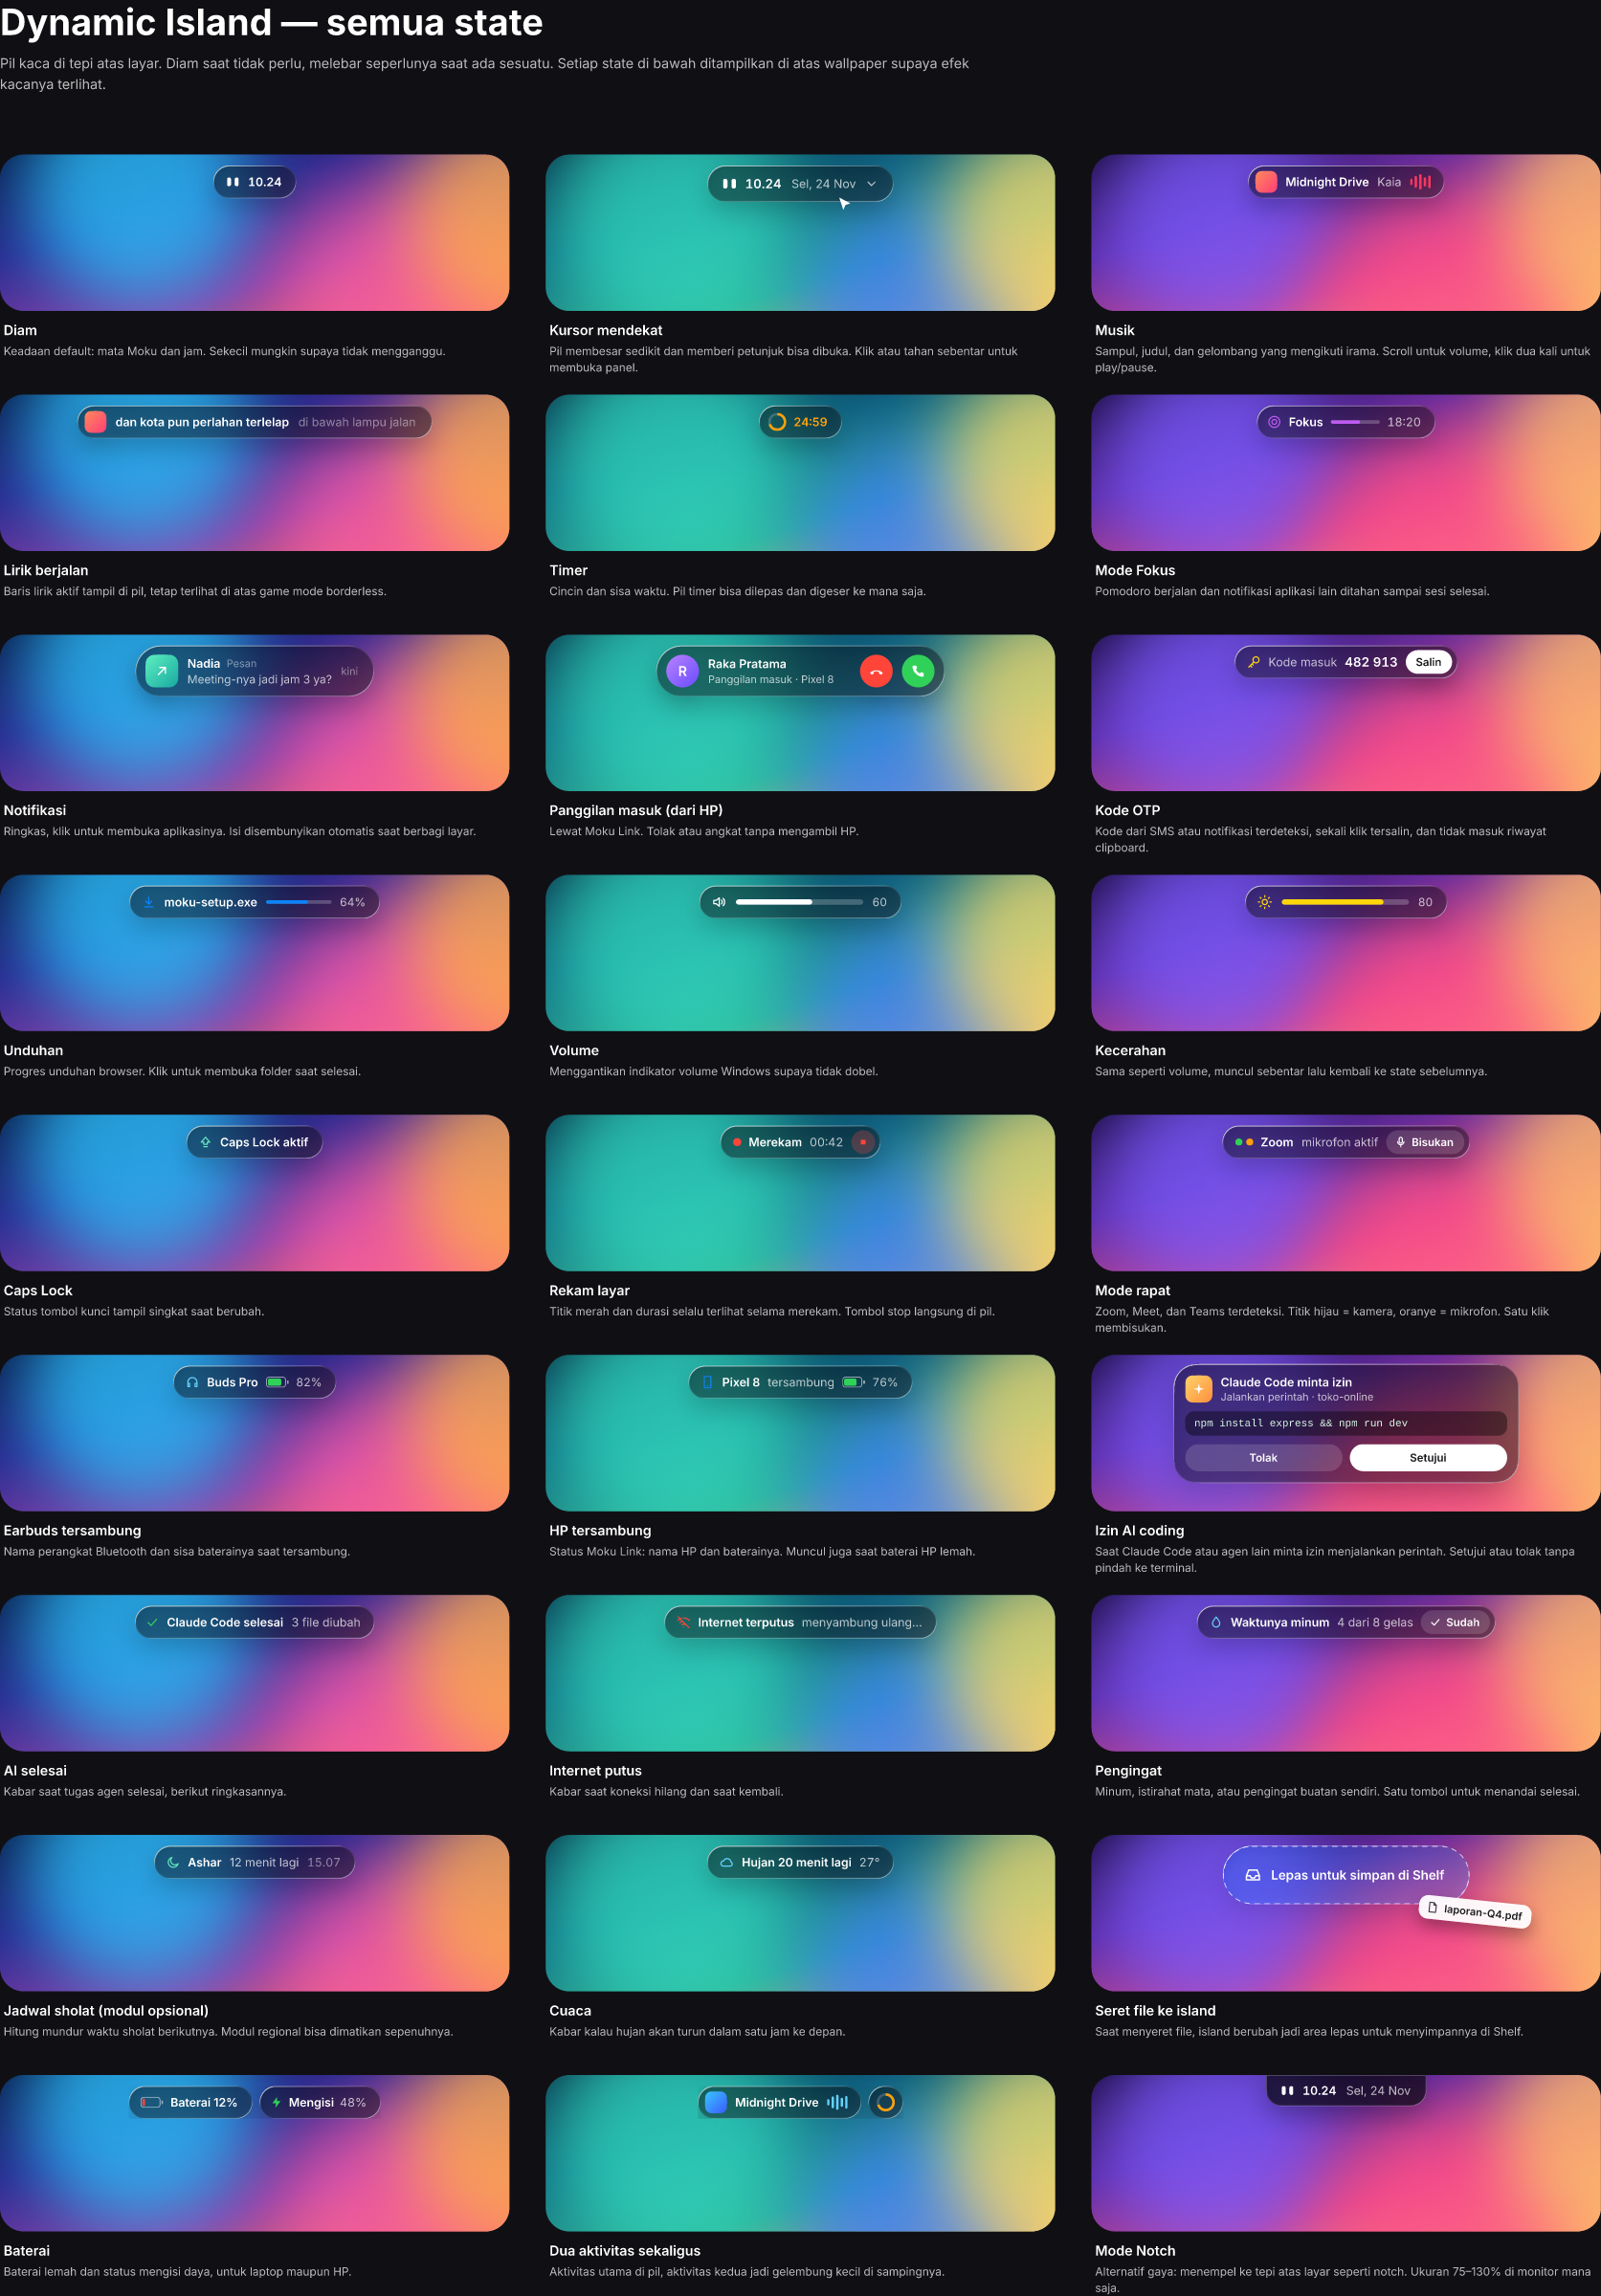 Dynamic Island — semua state
Pil kaca di tepi atas layar. Diam saat tidak perlu, melebar seperlunya saat ada sesuatu. Setiap state di bawah ditampilkan di atas wallpaper supaya efek
kacanya terlihat.
10.24
Diam
Keadaan default: mata Moku dan jam. Sekecil mungkin supaya tidak mengganggu.
10.24 Sel, 24 Nov
Kursor mendekat
Pil membesar sedikit dan memberi petunjuk bisa dibuka. Klik atau tahan sebentar untuk
membuka panel.
Midnight Drive Kaia
Musik
Sampul, judul, dan gelombang yang mengikuti irama. Scroll untuk volume, klik dua kali untuk
play/pause.
dan kota pun perlahan terlelap di bawah lampu jalan
Lirik berjalan
Baris lirik aktif tampil di pil, tetap terlihat di atas game mode borderless.
24:59
Timer
Cincin dan sisa waktu. Pil timer bisa dilepas dan digeser ke mana saja.
Fokus 18:20
Mode Fokus
Pomodoro berjalan dan notifikasi aplikasi lain ditahan sampai sesi selesai.
Nadia Pesan
Meeting-nya jadi jam 3 ya? kini
Notifikasi
Ringkas, klik untuk membuka aplikasinya. Isi disembunyikan otomatis saat berbagi layar.
R
Raka Pratama
Panggilan masuk · Pixel 8
Panggilan masuk (dari HP)
Lewat Moku Link. Tolak atau angkat tanpa mengambil HP.
Kode masuk 482 913 Salin
Kode OTP
Kode dari SMS atau notifikasi terdeteksi, sekali klik tersalin, dan tidak masuk riwayat
clipboard.
moku-setup.exe 64%
Unduhan
Progres unduhan browser. Klik untuk membuka folder saat selesai.
60
Volume
Menggantikan indikator volume Windows supaya tidak dobel.
80
Kecerahan
Sama seperti volume, muncul sebentar lalu kembali ke state sebelumnya.
Caps Lock aktif
Caps Lock
Status tombol kunci tampil singkat saat berubah.
Merekam 00:42
Rekam layar
Titik merah dan durasi selalu terlihat selama merekam. Tombol stop langsung di pil.
Zoom mikrofon aktif Bisukan
Mode rapat
Zoom, Meet, dan Teams terdeteksi. Titik hijau = kamera, oranye = mikrofon. Satu klik
membisukan.
Buds Pro 82%
Earbuds tersambung
Nama perangkat Bluetooth dan sisa baterainya saat tersambung.
Pixel 8 tersambung 76%
HP tersambung
Status Moku Link: nama HP dan baterainya. Muncul juga saat baterai HP lemah.
Claude Code minta izin
Jalankan perintah · toko-online
npm install express && npm run dev
Tolak Setujui
Izin AI coding
Saat Claude Code atau agen lain minta izin menjalankan perintah. Setujui atau tolak tanpa
pindah ke terminal.
Claude Code selesai 3 file diubah
AI selesai
Kabar saat tugas agen selesai, berikut ringkasannya.
Internet terputus menyambung ulang...
Internet putus
Kabar saat koneksi hilang dan saat kembali.
Waktunya minum 4 dari 8 gelas Sudah
Pengingat
Minum, istirahat mata, atau pengingat buatan sendiri. Satu tombol untuk menandai selesai.
Ashar 12 menit lagi 15.07
Jadwal sholat (modul opsional)
Hitung mundur waktu sholat berikutnya. Modul regional bisa dimatikan sepenuhnya.
Hujan 20 menit lagi 27°
Cuaca
Kabar kalau hujan akan turun dalam satu jam ke depan.
Lepas untuk simpan di Shelf
laporan-Q4.pdf
Seret file ke island
Saat menyeret file, island berubah jadi area lepas untuk menyimpannya di Shelf.
Baterai 12% Mengisi 48%
Baterai
Baterai lemah dan status mengisi daya, untuk laptop maupun HP.
Midnight Drive
Dua aktivitas sekaligus
Aktivitas utama di pil, aktivitas kedua jadi gelembung kecil di sampingnya.
10.24 Sel, 24 Nov
Mode Notch
Alternatif gaya: menempel ke tepi atas layar seperti notch. Ukuran 75–130% di monitor mana
saja.